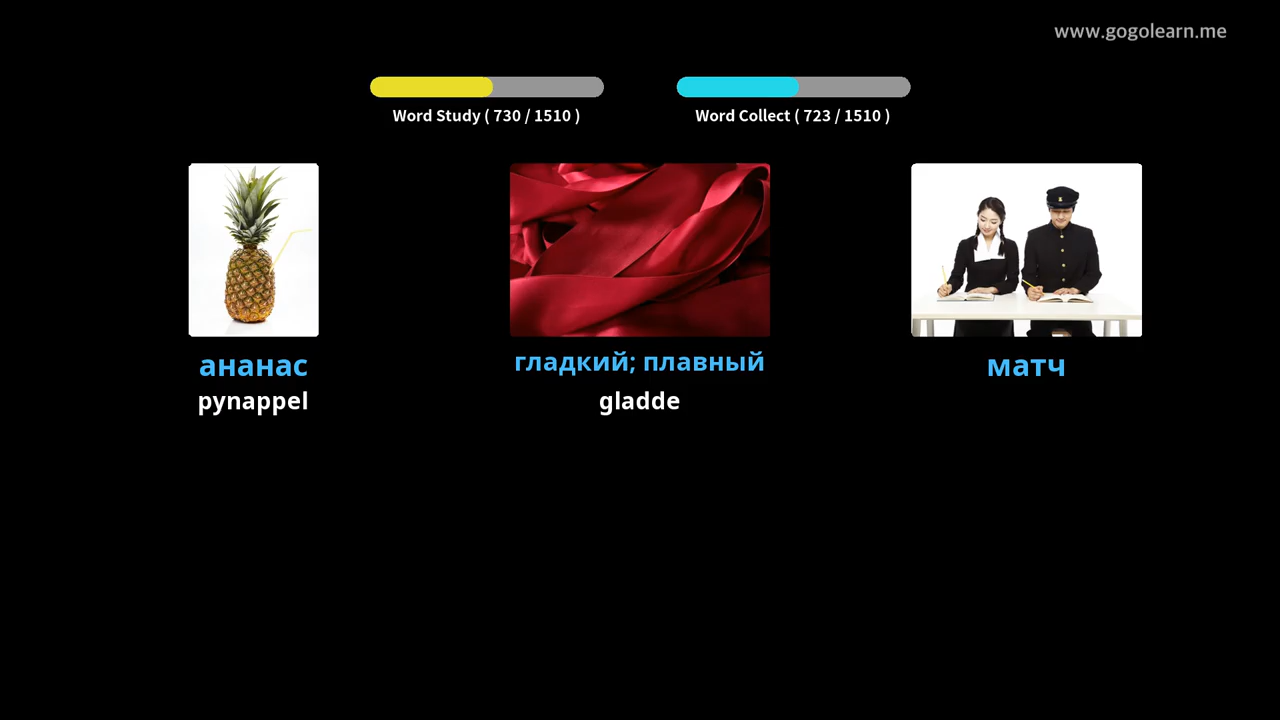 www.gogolearn.me
Word Study ( 730 / 1510 )
Word Collect ( 723 / 1510 )
ананас
pynappel
гладкий; плавный
gladde
матч